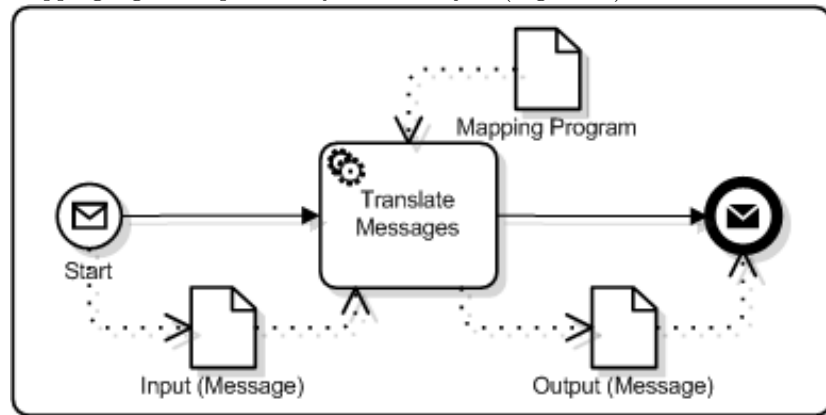 Mapping Program
Translate
Messages
Start
Input (Message)
Output (Message)